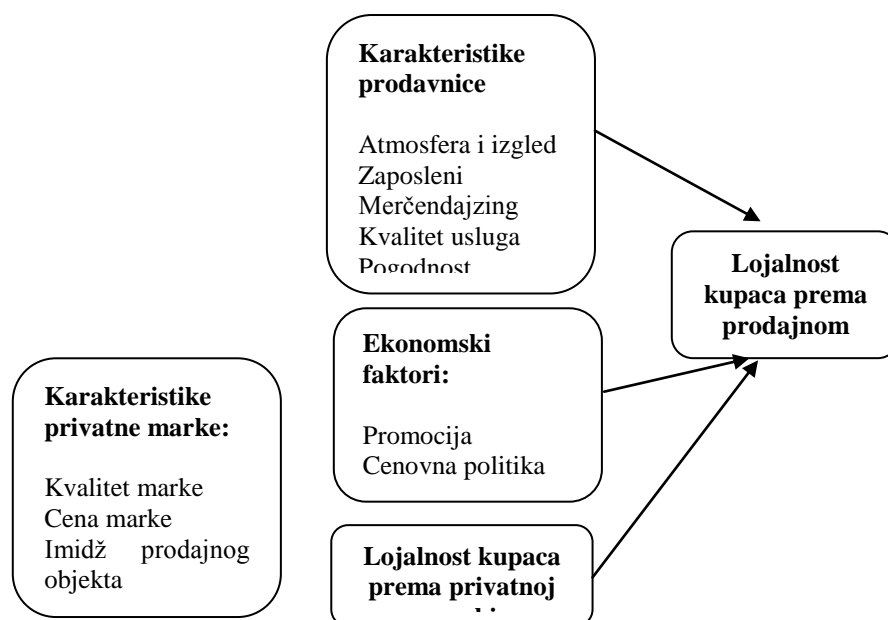 Karakteristike
prodavnice
Atmosfera i izgled
Zaposleni
Merčendajzing
Kvalitet usluga
Pogodnost
Lojalnost
kupaca prema
prodajnom
Ekonomski
faktori:
Promocija
Cenovna politika
Karakteristike
privatne marke:
Kvalitet marke
Cena marke
Imidž prodajnog
objekta
Lojalnost kupaca
prema privatnoj